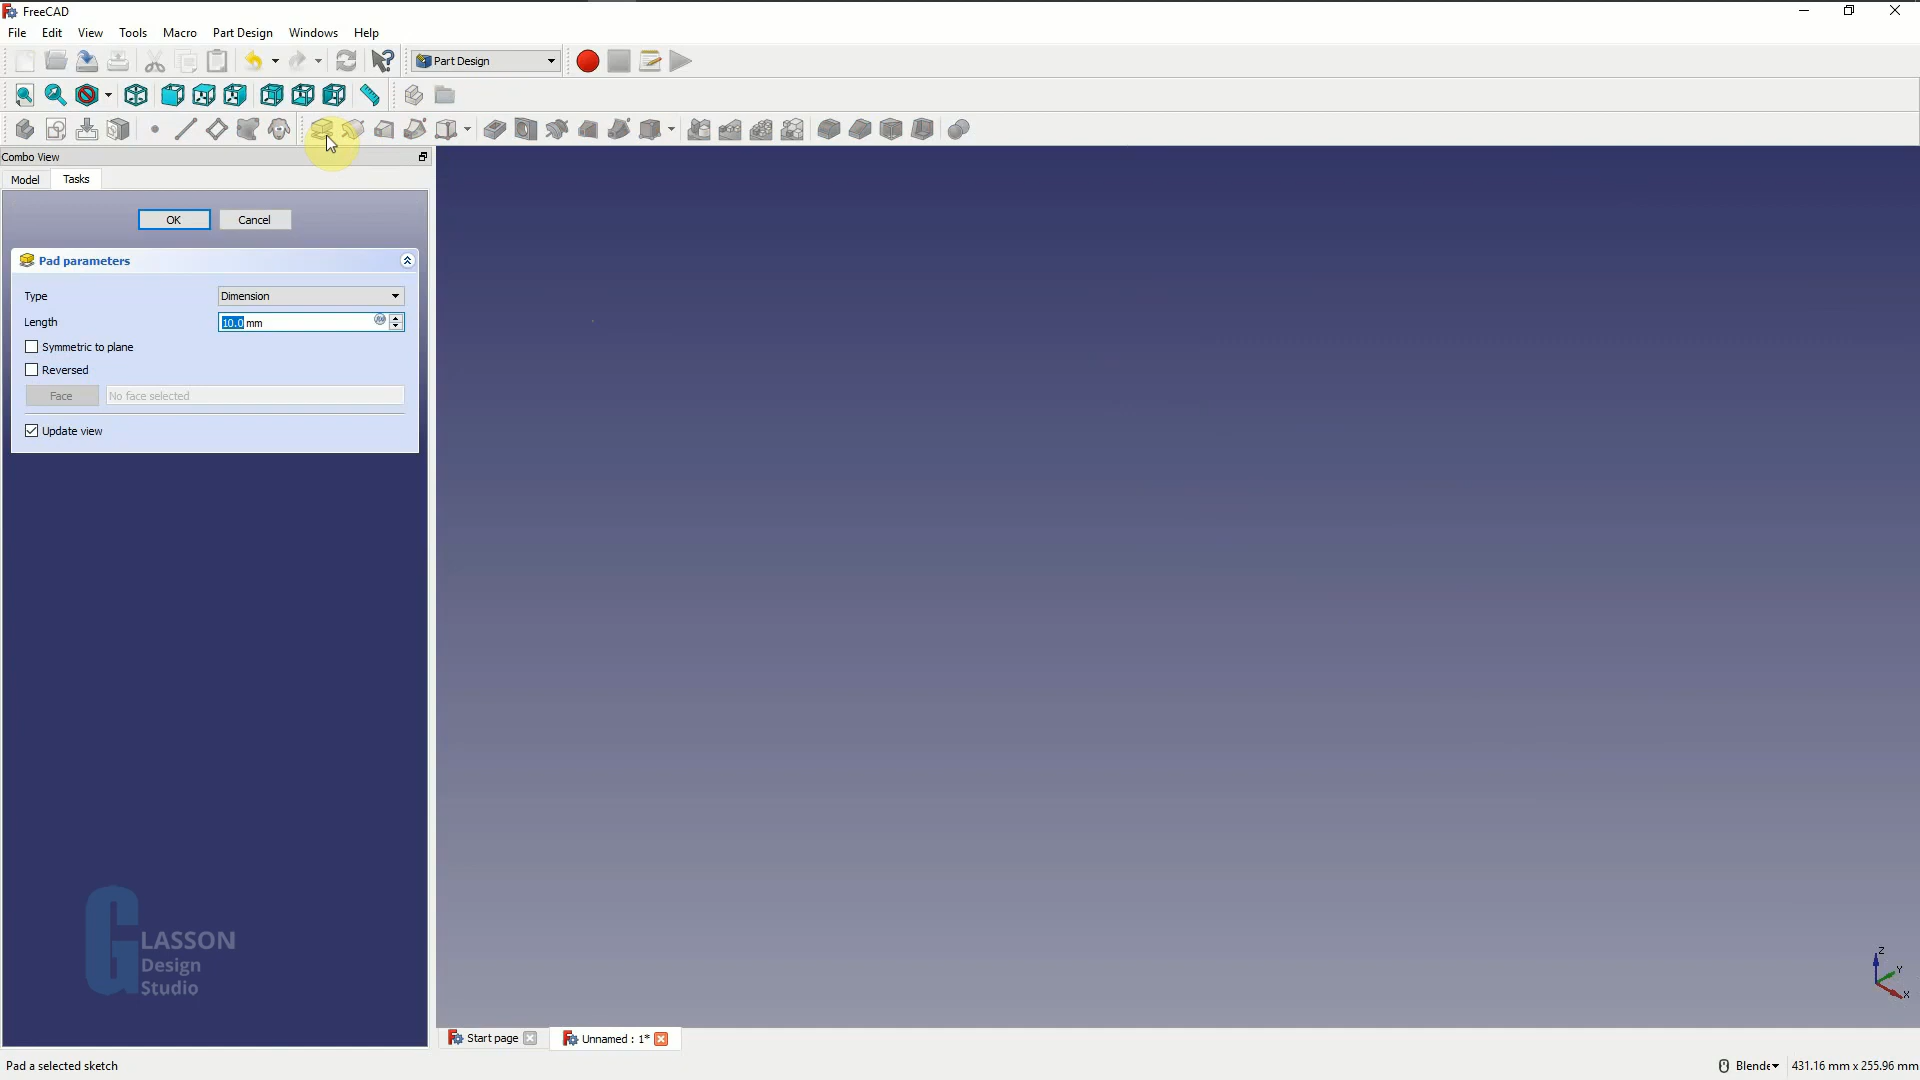 FreeCAD
File Edit View Tools Macro Part Design Windows Help
Part Design
Combo View
Model Tasks
OK Cancel
Pad parameters
Type Dimension
Length 10.0 mm
Symmetric to plane
Reversed
Face No face selected
Update view
GLASSON
Design
Studio
Z
Y
X
Start page Unnamed : 1*
Pad a selected sketch Blende 431.16 mm x 255.96 mm